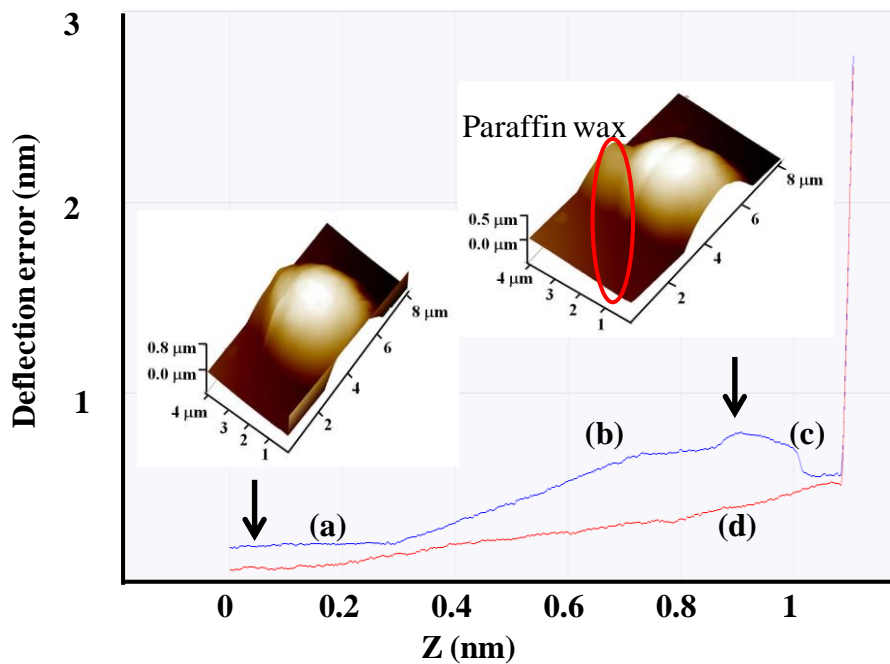 3
2
1
Deflection error (nm)
Paraffin wax
0.5 µm
0.0 µm
4 µm
3
2
1
2
4
6
8 µm
0.8 µm
0.0 µm
4 µm
3
2
1
2
4
6
8 µm
(a)
(b)
(c)
(d)
0 0.2 0.4 0.6 0.8 1
Z (nm)